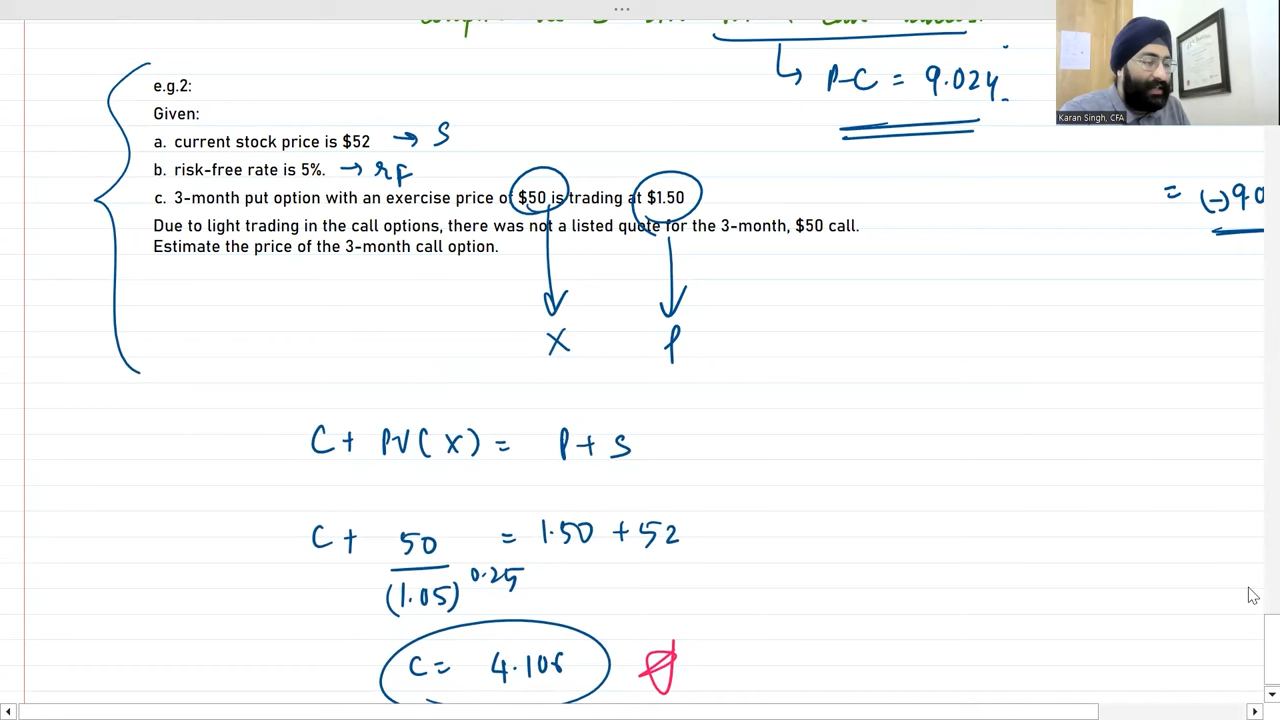 P-C = 9.024
e.g.2:
Given:
a. current stock price is $52 → S
b. risk-free rate is 5%. → rF
c. 3-month put option with an exercise price of $50 is trading at $1.50
Due to light trading in the call options, there was not a listed quote for the 3-month, $50 call.
Estimate the price of the 3-month call option.
X P
C + PV(X) = P + S
C + 50 = 1.50 + 52
(1.05) 0.25
C = 4.106
= (-) 9.0
Karan Singh, CFA